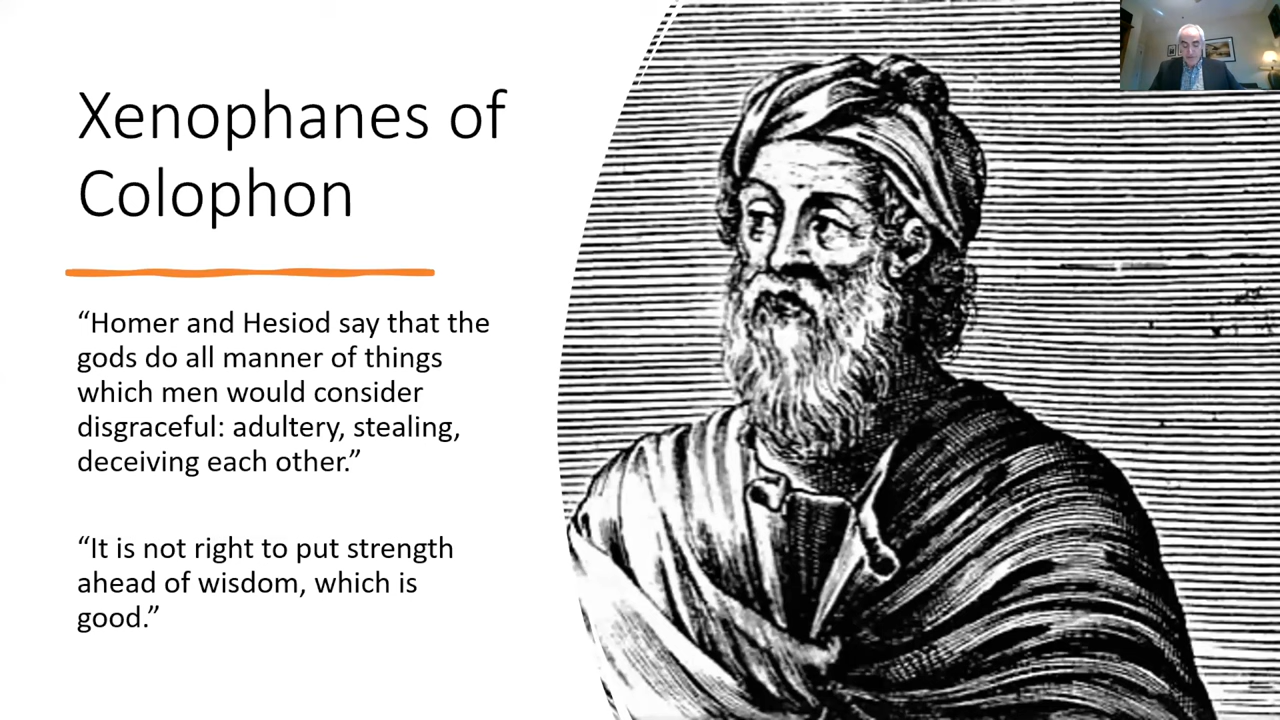 Xenophanes of
Colophon
“Homer and Hesiod say that the
gods do all manner of things
which men would consider
disgraceful: adultery, stealing,
deceiving each other.”
“It is not right to put strength
ahead of wisdom, which is
good.”